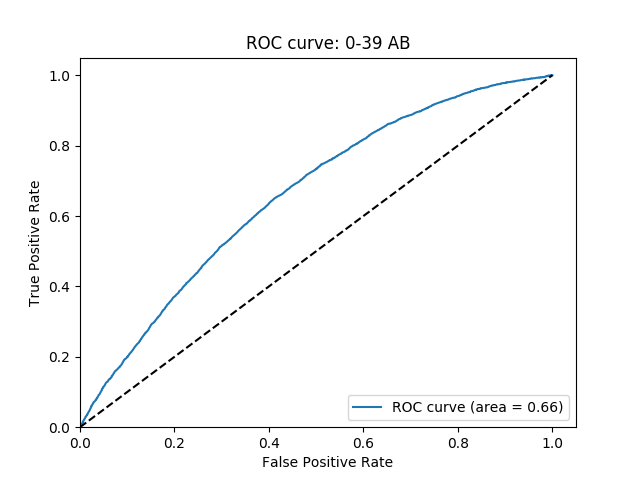 ROC curve: 0-39 AB
1.0
0.8
0.6
0.4
0.2
0.0
True Positive Rate
0.0 0.2 0.4 0.6 0.8 1.0
False Positive Rate
ROC curve (area = 0.66)